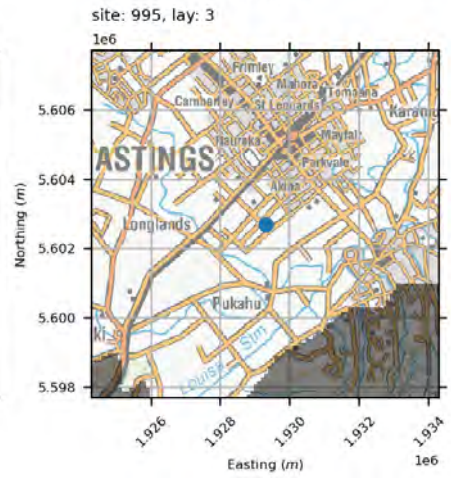 site: 995, lay: 3
1e6
5.606
5.604
5.602
5.600
5.598
Northing (m)
Frimley
Mahora
Tomoana
Camberley
St Leonards
Karamu
Raureka
Mayfair
ASTINGS
Parkvale
Akina
Longlands
Pukahu
ki
Louisa Stm
1.926
1.928
1.930
1.932
1.934
Easting (m)
1e6